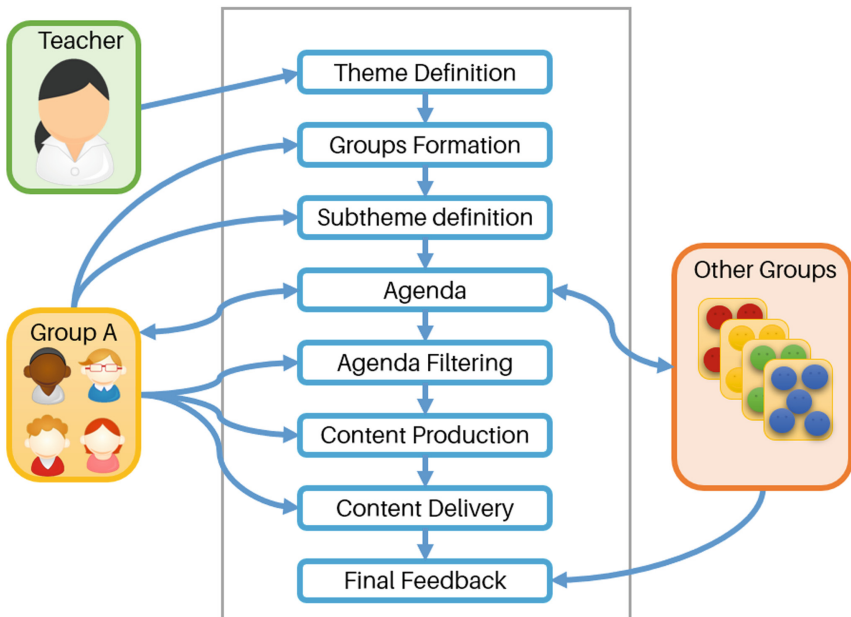 Teacher
Theme Definition
Groups Formation
Subtheme definition
Agenda
Other Groups
Group A
Agenda Filtering
Content Production
Content Delivery
Final Feedback